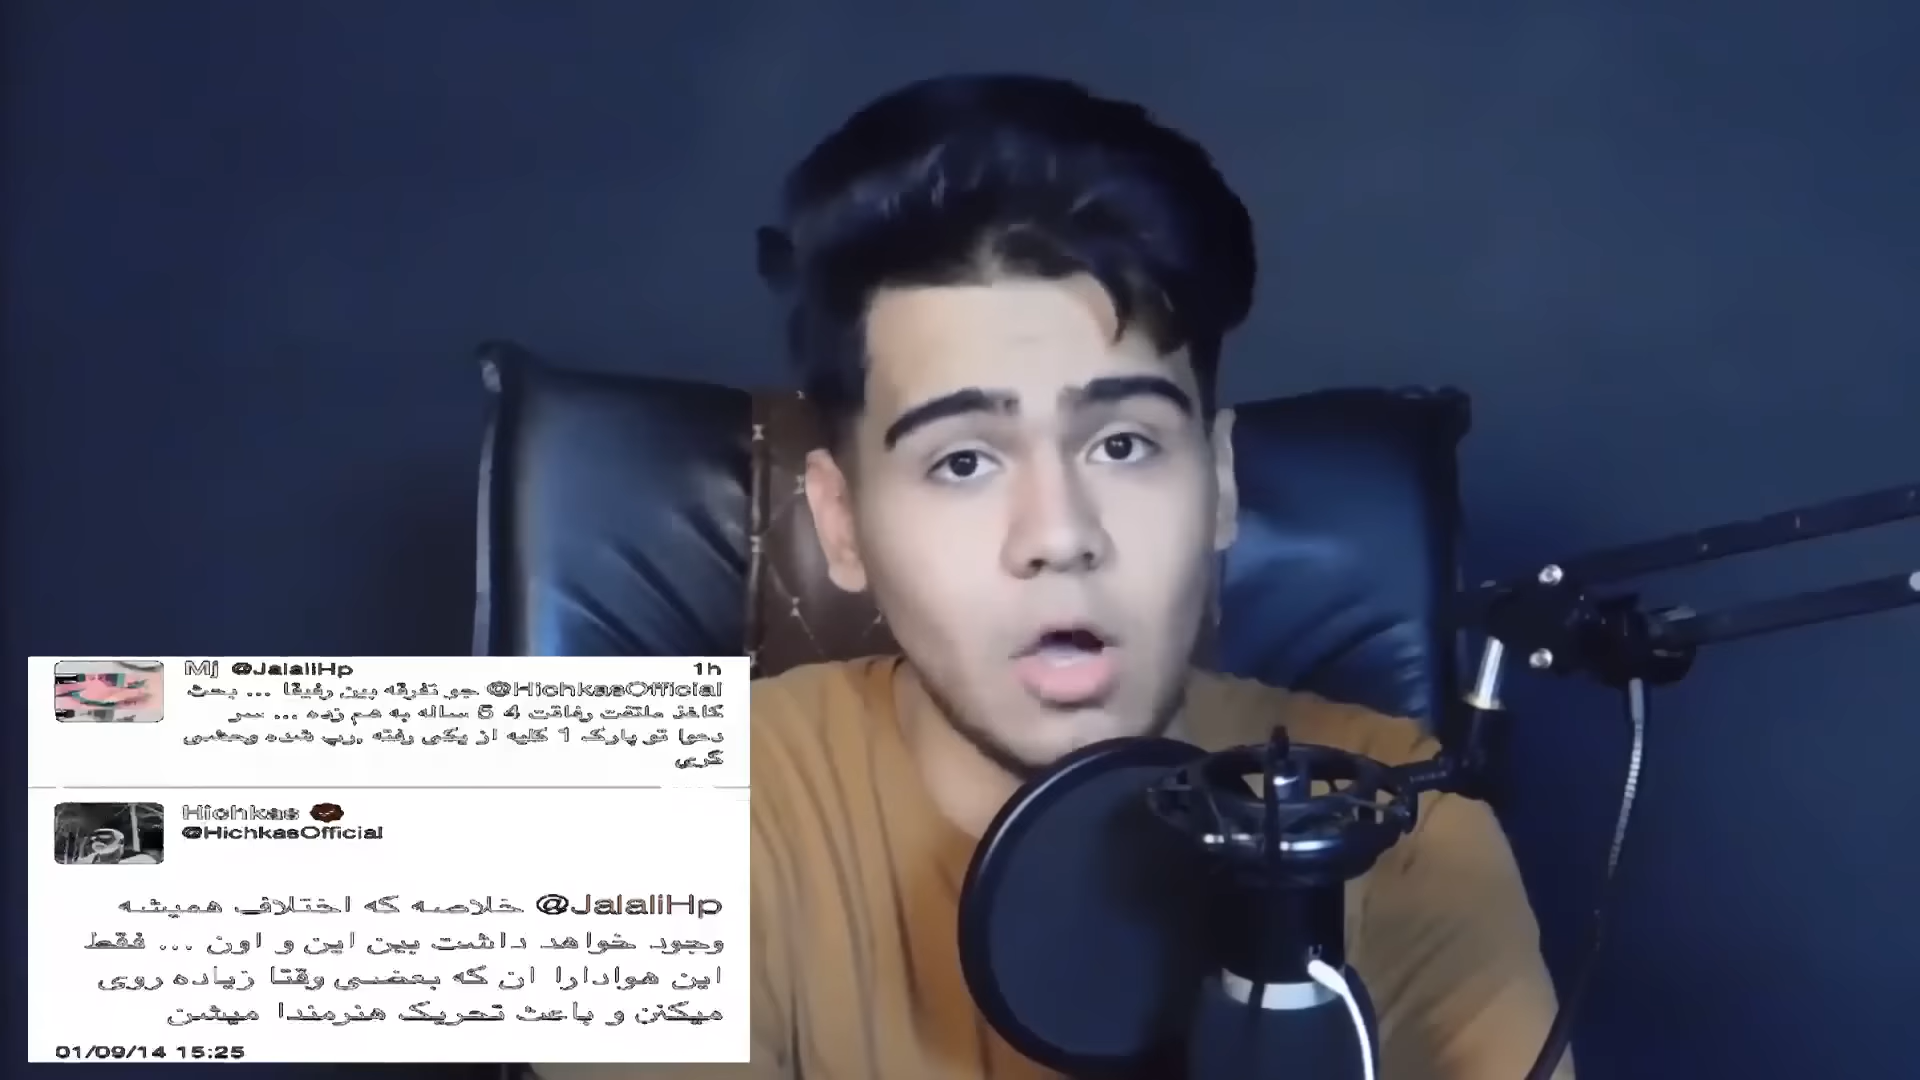 Mj @JalaliHp 1h
@HichkasOfficial جو تفرقه بین رفیقا ... بحث
کاغذ ملتفت رفاقت 4 5 ساله به هم زده ... سر
دعوا تو پارک 1 کلیه از یکی رفته ,رپ شده وحشی
گری
Hichkas
@HichkasOfficial
@JalaliHp خلاصه که اختلاف همیشه
وجود خواهد داشت بین این و اون ... فقط
این هوادارا ان که بعضی وقتا زیاده روی
میکنن و باعث تحریک هنرمندا میشن
01/09/14 15:25